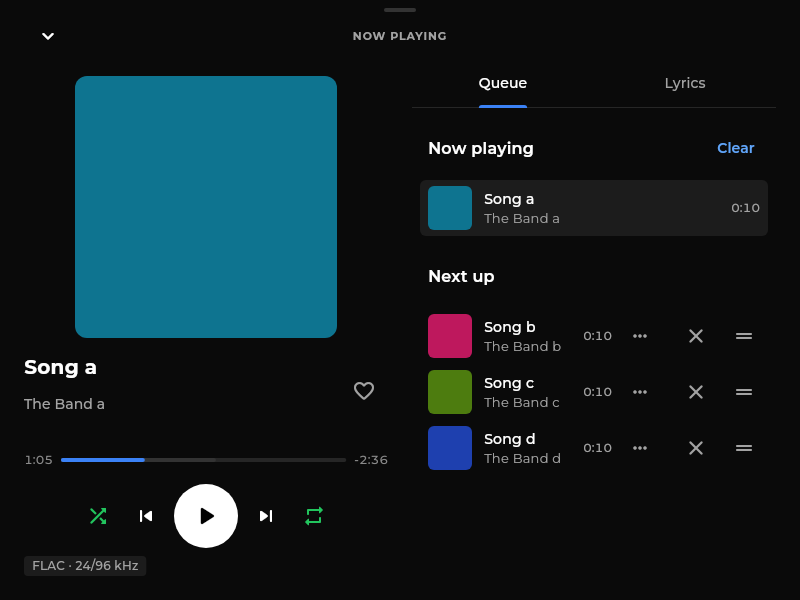 NOW PLAYING
Song a
The Band a
1:05
-2:36
FLAC · 24/96 kHz
Queue
Lyrics
Now playing
Clear
Song a
The Band a
0:10
Next up
Song b
The Band b
0:10
Song c
The Band c
0:10
Song d
The Band d
0:10